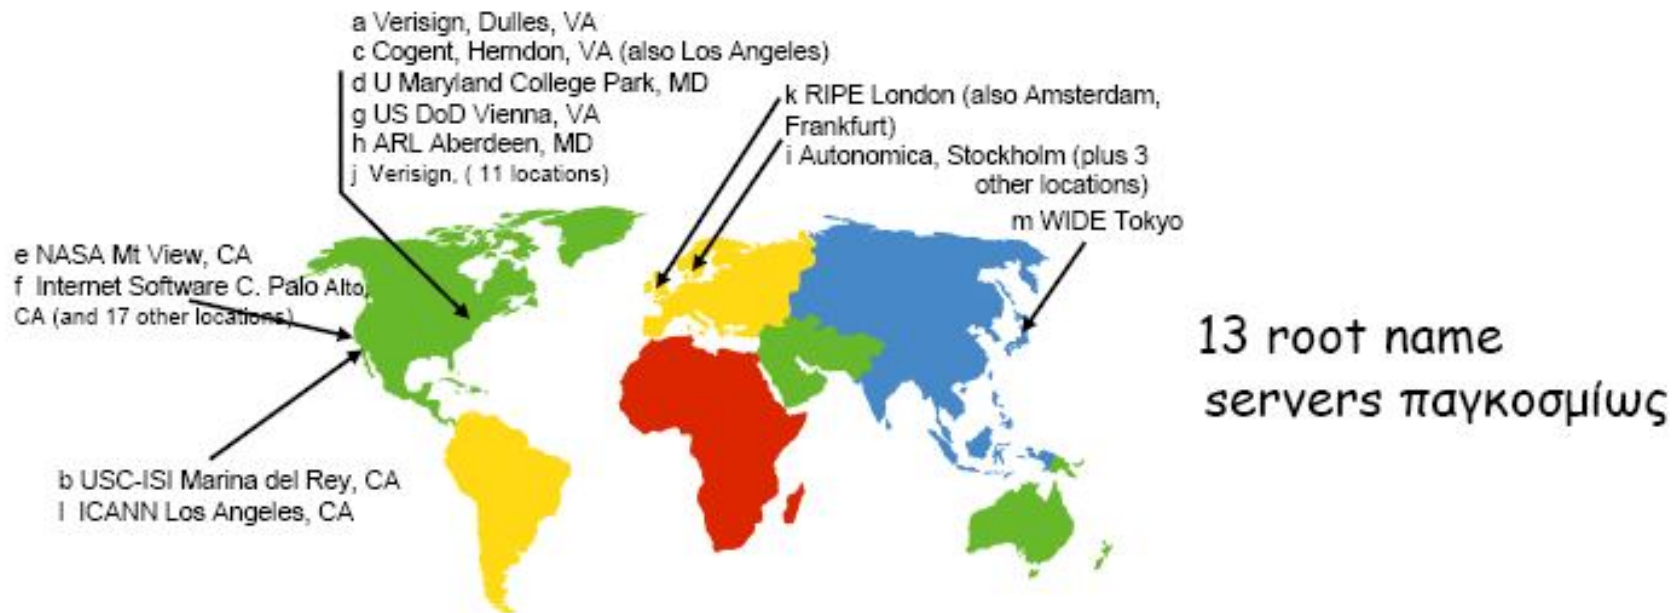 a Verisign, Dulles, VA
c Cogent, Herndon, VA (also Los Angeles)
d U Maryland College Park, MD
g US DoD Vienna, VA
h ARL Aberdeen, MD
j Verisign, ( 11 locations)
k RIPE London (also Amsterdam,
Frankfurt)
i Autonomica, Stockholm (plus 3
other locations)
m WIDE Tokyo
e NASA Mt View, CA
f Internet Software C. Palo Alto,
CA (and 17 other locations)
b USC-ISI Marina del Rey, CA
l ICANN Los Angeles, CA
13 root name
servers παγκοσμίως